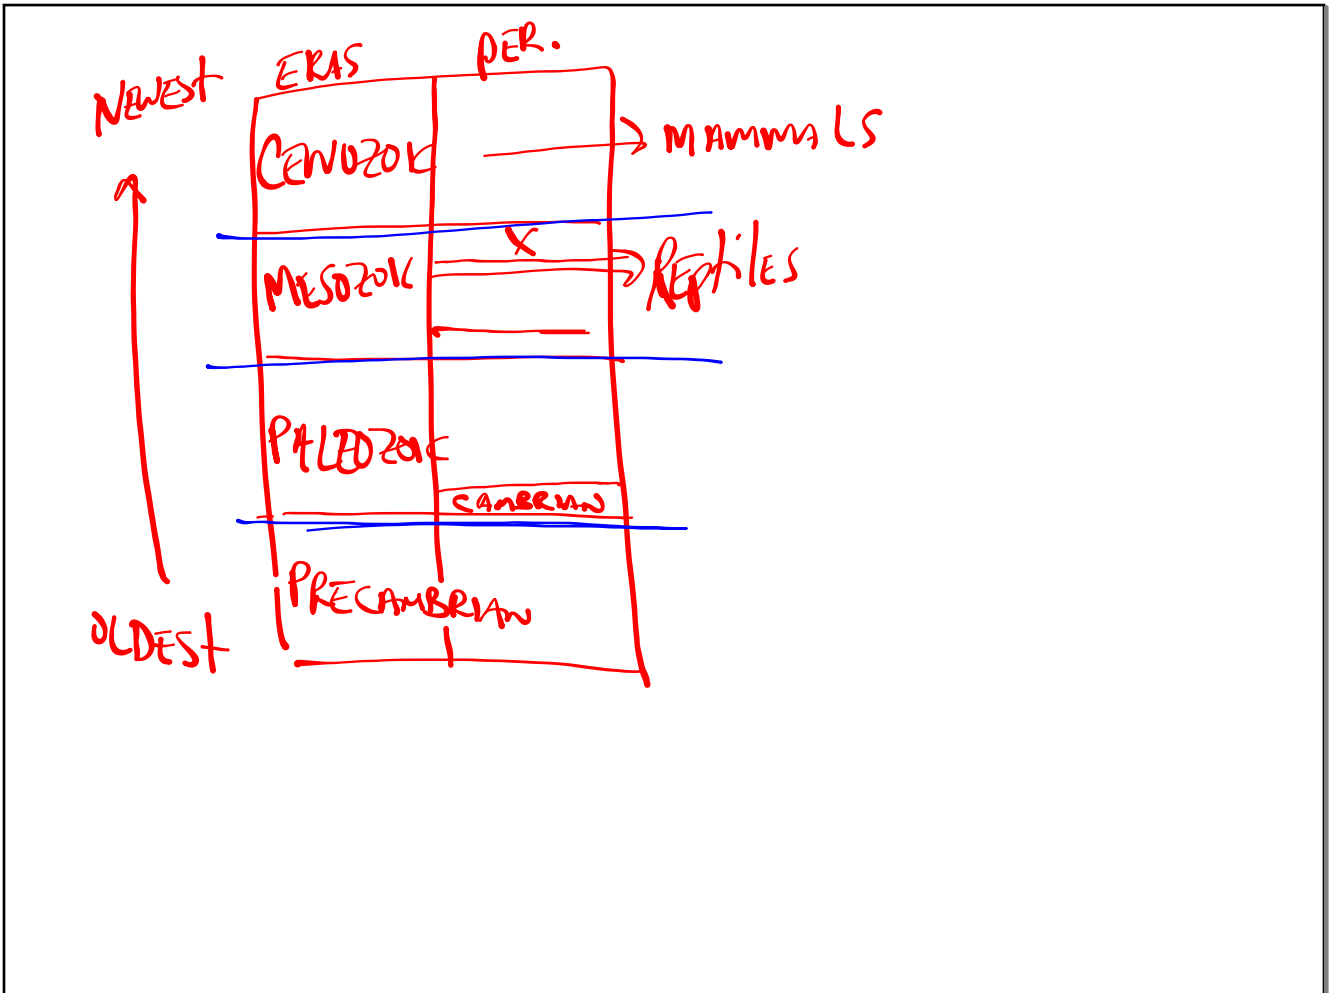 NEWEST ERAS PER.
CENOZOIC → MAMMALS
X
MESOZOIC → REPTILES
PALEOZOIC
CAMBRIAN
PRECAMBRIAN
OLDEST